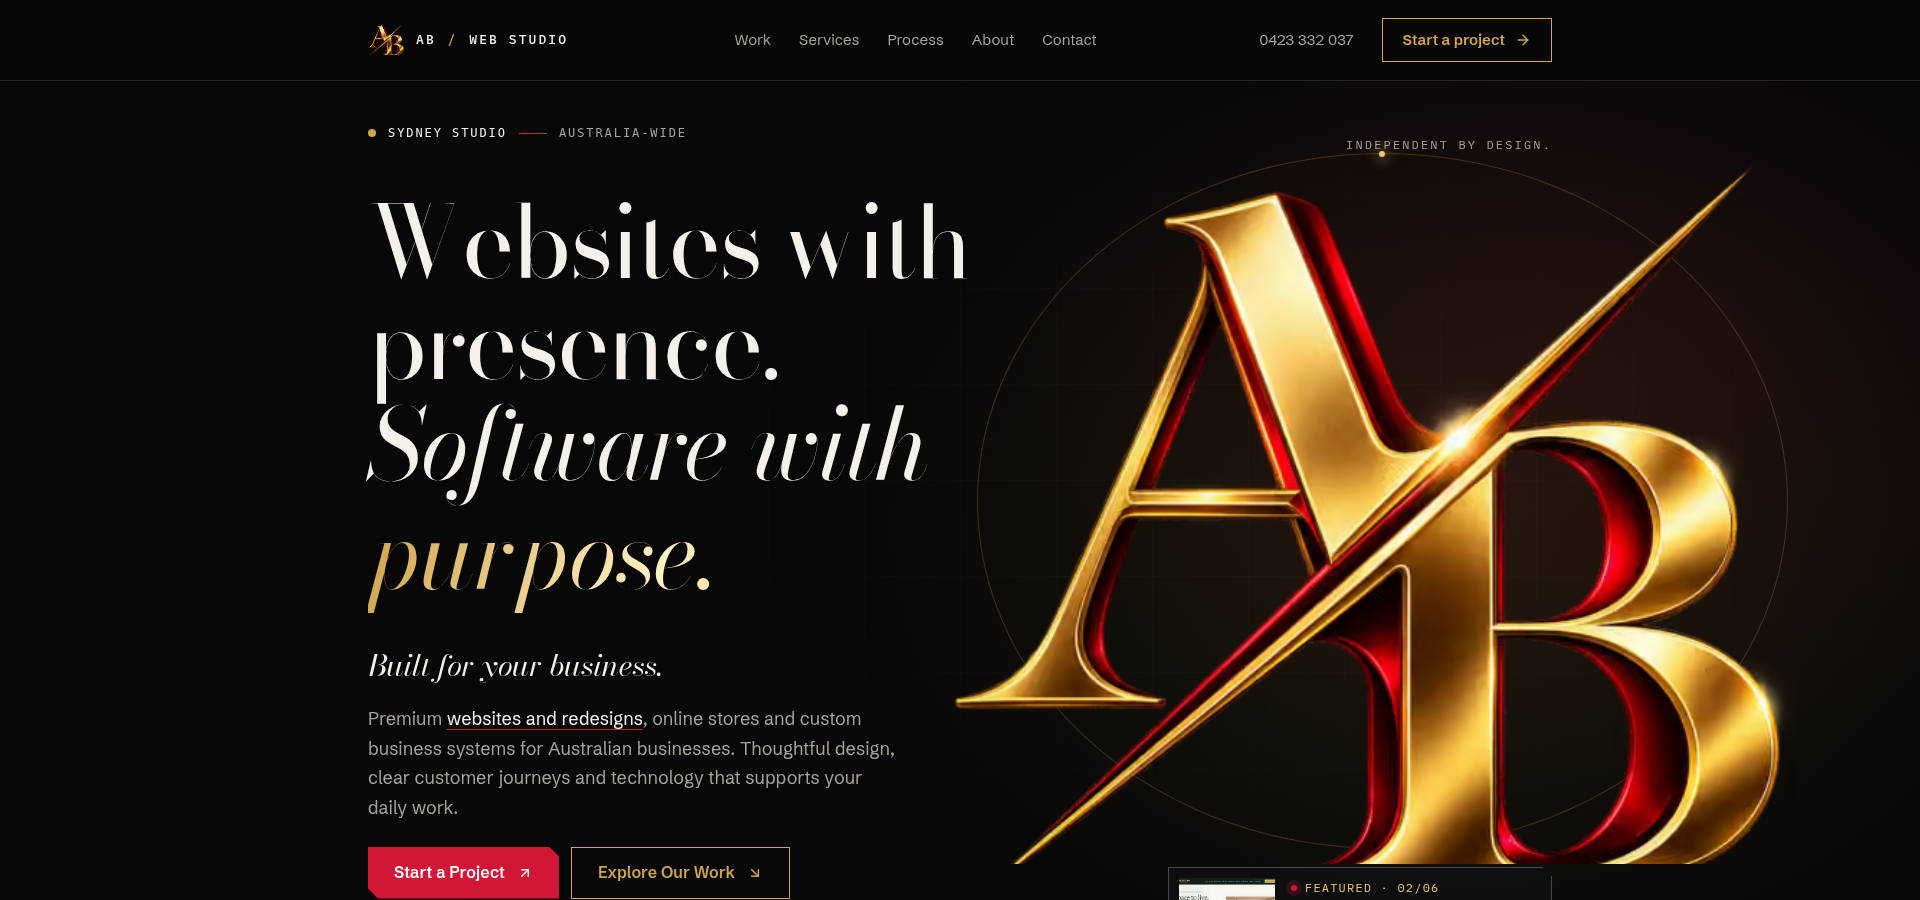 AB / WEB STUDIO
Work
Services
Process
About
Contact
0423 332 037
Start a project
SYDNEY STUDIO
AUSTRALIA-WIDE
INDEPENDENT BY DESIGN.
Websites with
presence.
Software with
purpose.
Built for your business.
Premium websites and redesigns, online stores and custom
business systems for Australian businesses. Thoughtful design,
clear customer journeys and technology that supports your
daily work.
Start a Project
Explore Our Work
AB
FEATURED · 02/06